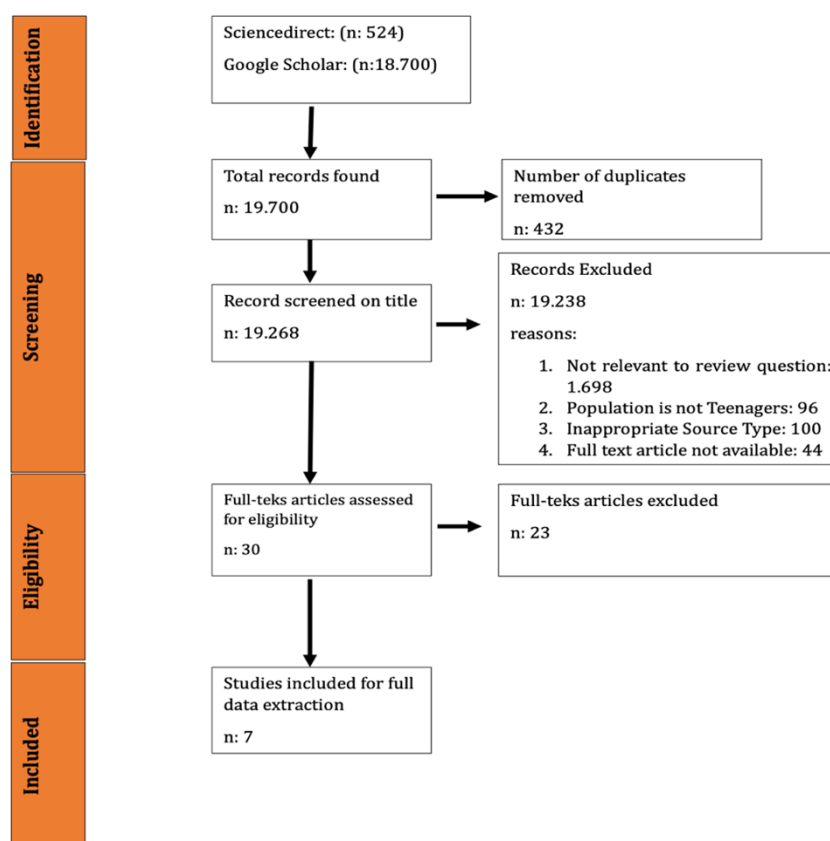 Identification
Sciencedirect: (n: 524)
Google Scholar: (n:18.700)
Screening
Total records found
n: 19.700
Number of duplicates
removed
n: 432
Record screened on title
n: 19.268
Records Excluded
n: 19.238
reasons:
1. Not relevant to review question:
1.698
2. Population is not Teenagers: 96
3. Inappropriate Source Type: 100
4. Full text article not available: 44
Eligibility
Full-teks articles assessed
for eligibility
n: 30
Full-teks articles excluded
n: 23
Included
Studies included for full
data extraction
n: 7